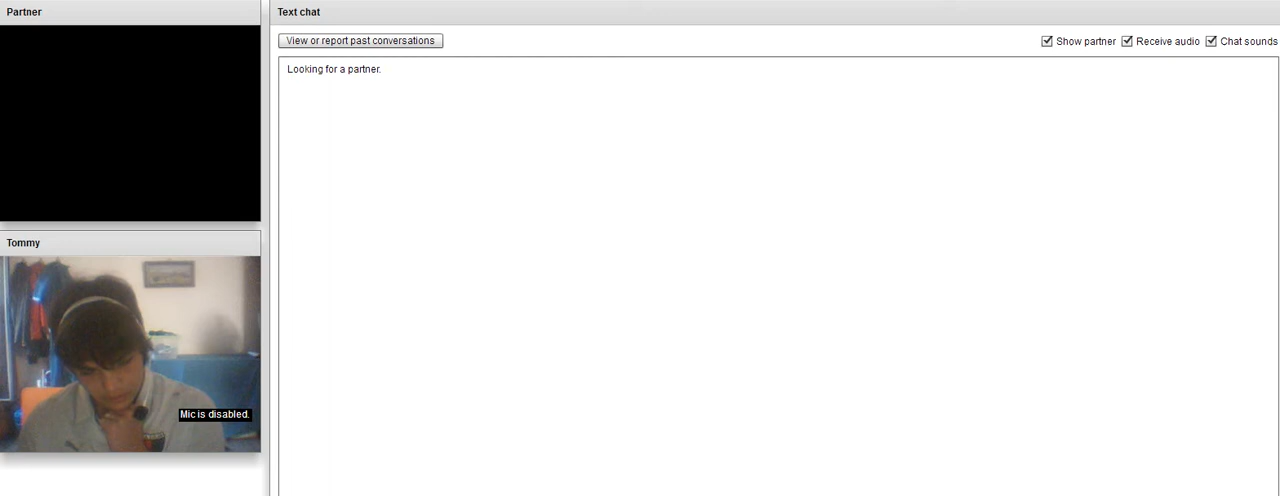 Partner
Text chat
View or report past conversations
Show partner
Receive audio
Chat sounds
Looking for a partner.
Tommy
Mic is disabled.